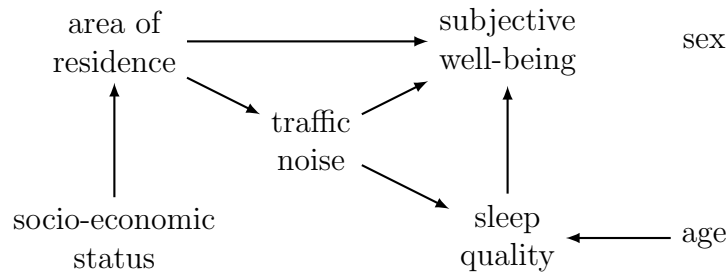 area of
residence
subjective
well-being
sex
traffic
noise
socio-economic
status
sleep
quality
age